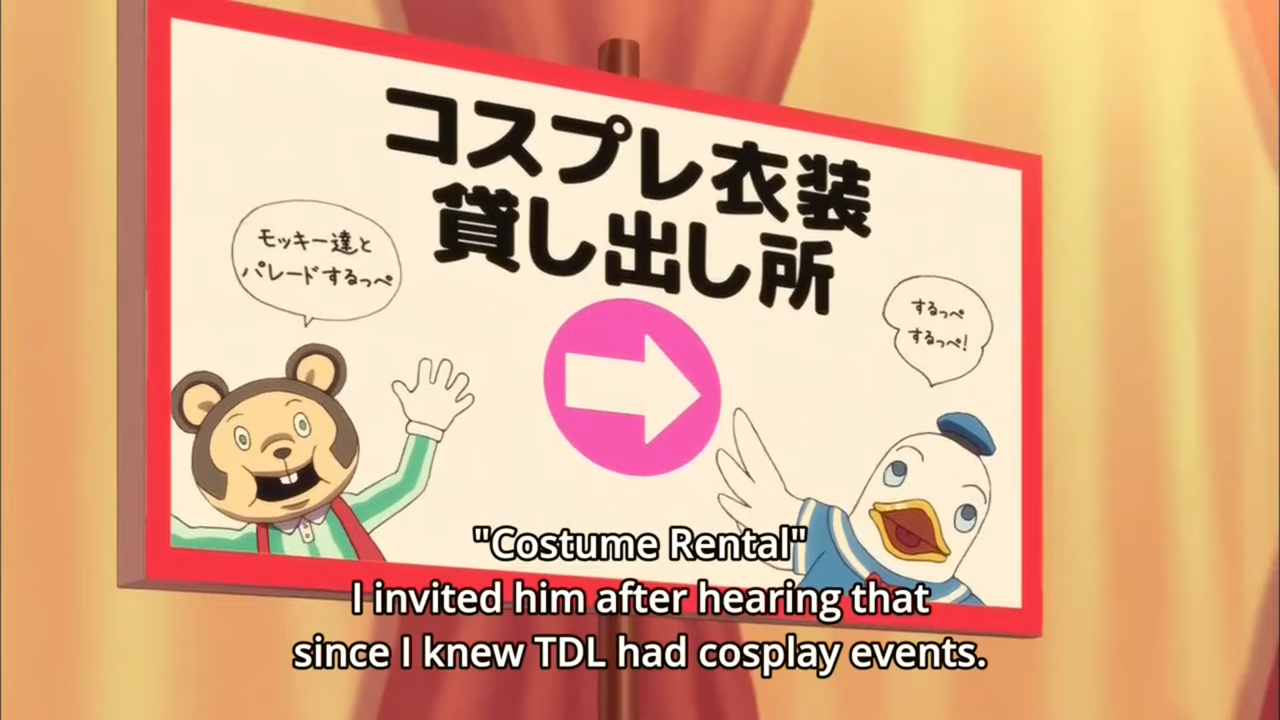 コスプレ衣装
貸し出し所
モッキー達と
パレードするっぺ
するっぺ
するっぺ!
"Costume Rental"
I invited him after hearing that
since I knew TDL had cosplay events.